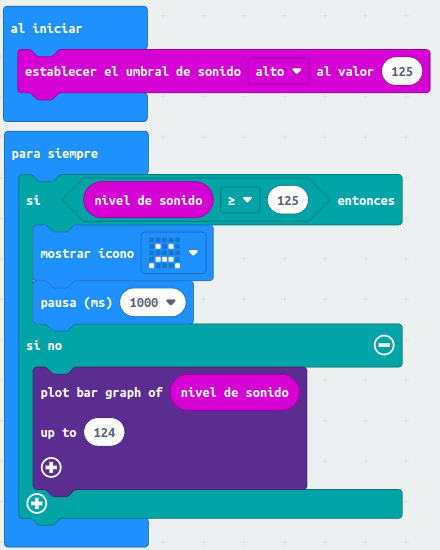 al iniciar
establecer el umbral de sonido alto al valor 125
para siempre
si nivel de sonido ≥ 125 entonces
mostrar ícono
pausa (ms) 1000
si no
plot bar graph of nivel de sonido
up to 124